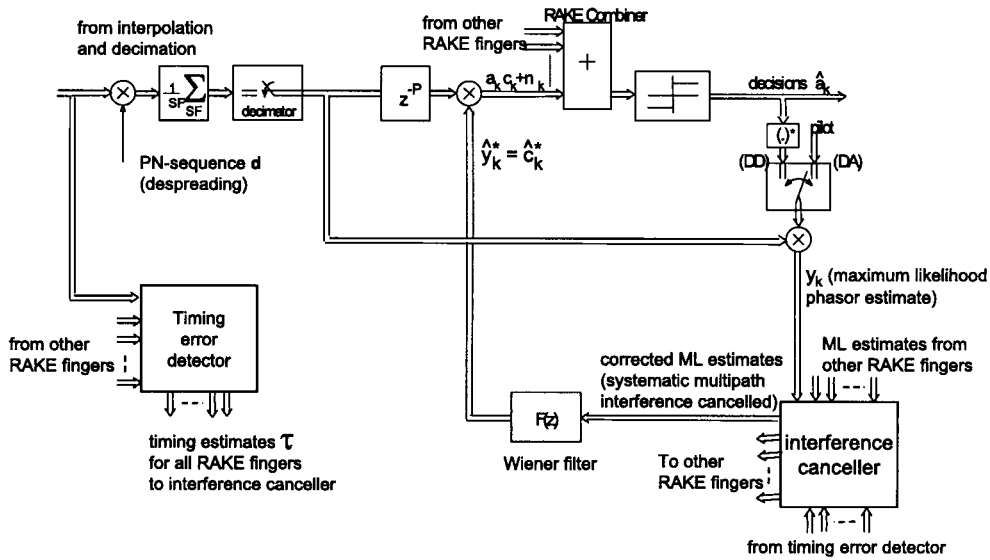 from interpolation
and decimation
from other
RAKE fingers
RAKE Combiner
+
1
SF
Σ
SF
decimator
z^-P
a_k c_k+n_k
decisions â_k
(.)*
pilot
(DD)
(DA)
PN-sequence d
(despreading)
ŷ*_k = ĉ*_k
y_k (maximum likelihood
phasor estimate)
Timing
error
detector
from other
RAKE fingers
timing estimates τ
for all RAKE fingers
to interference canceller
corrected ML estimates
(systematic multipath
interference cancelled)
ML estimates from
other RAKE fingers
F(z)
Wiener filter
interference
canceller
To other
RAKE fingers
from timing error detector